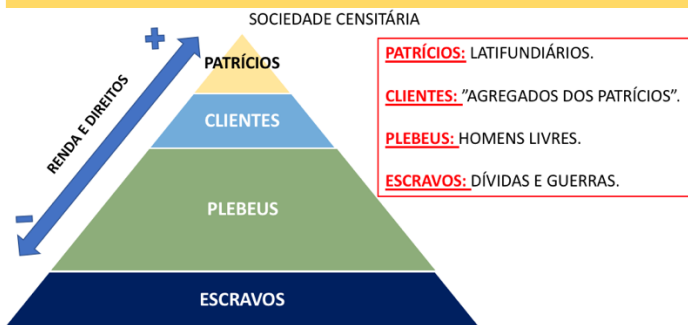 SOCIEDADE CENSITÁRIA
+
RENDA E DIREITOS
-
PATRÍCIOS
CLIENTES
PLEBEUS
ESCRAVOS
PATRÍCIOS: LATIFUNDIÁRIOS.
CLIENTES: ”AGREGADOS DOS PATRÍCIOS”.
PLEBEUS: HOMENS LIVRES.
ESCRAVOS: DÍVIDAS E GUERRAS.